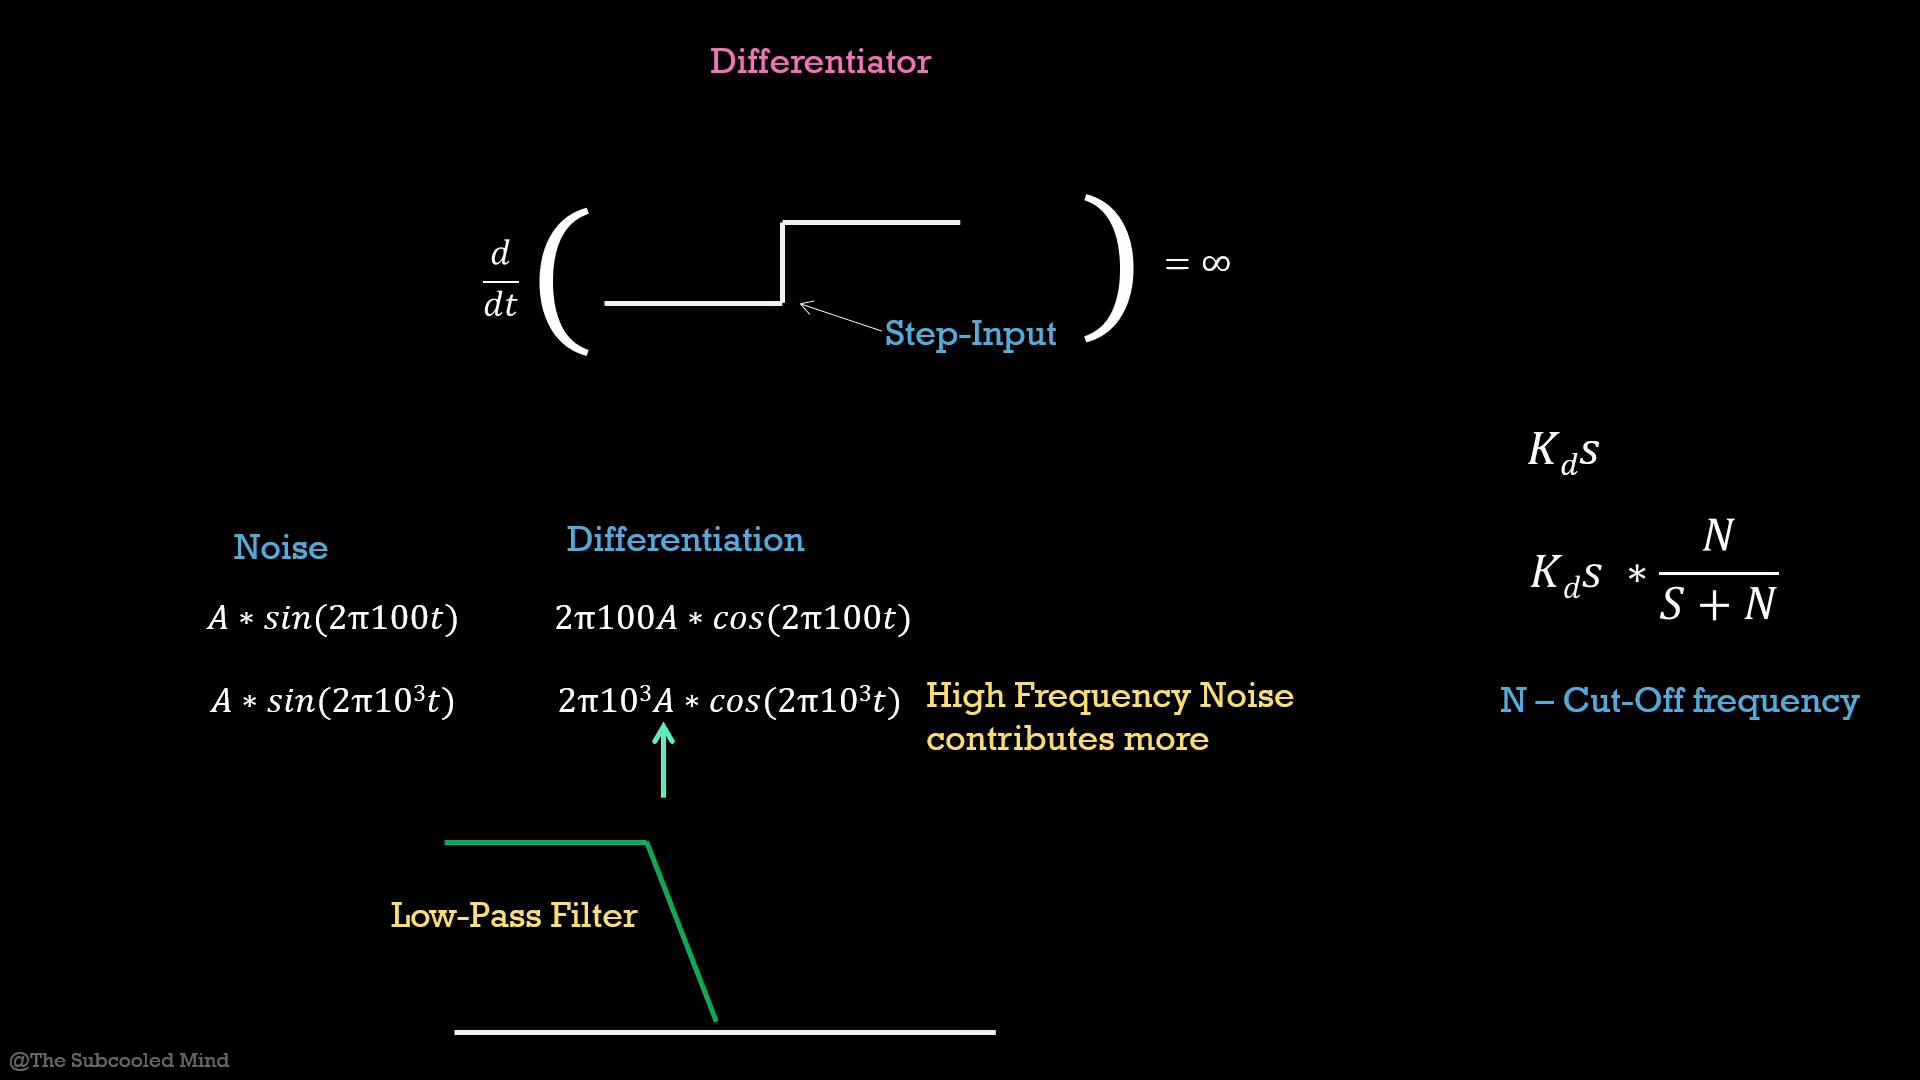 Differentiator
d/dt ( ) = ∞
Step-Input
K_d s
K_d s * N/(S + N)
Noise
Differentiation
A * sin(2π100t)
2π100A * cos(2π100t)
A * sin(2π10³t)
2π10³A * cos(2π10³t)
High Frequency Noise
contributes more
N – Cut-Off frequency
Low-Pass Filter
@The Subcooled Mind